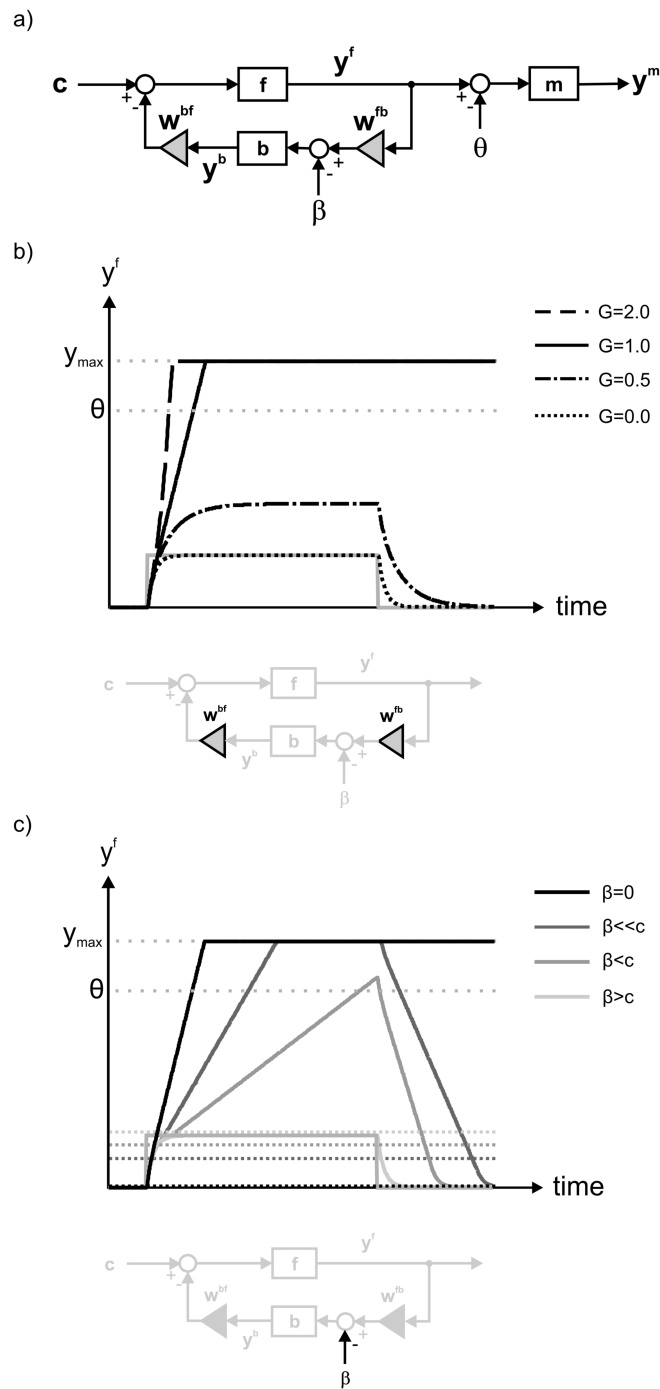 a)
c
+
-
f
y^f
w^bf
y^b
b
w^fb
+
-
β
+
-
θ
m
y^m
b)
y^f
y_max
θ
time
G=2.0
G=1.0
G=0.5
G=0.0
c
+
-
f
y^f
w^bf
y^b
b
w^fb
+
-
β
c)
y^f
y_max
θ
time
β=0
β<<c
β<c
β>c
c
+
-
f
y^f
w^bf
y^b
b
w^fb
+
-
β